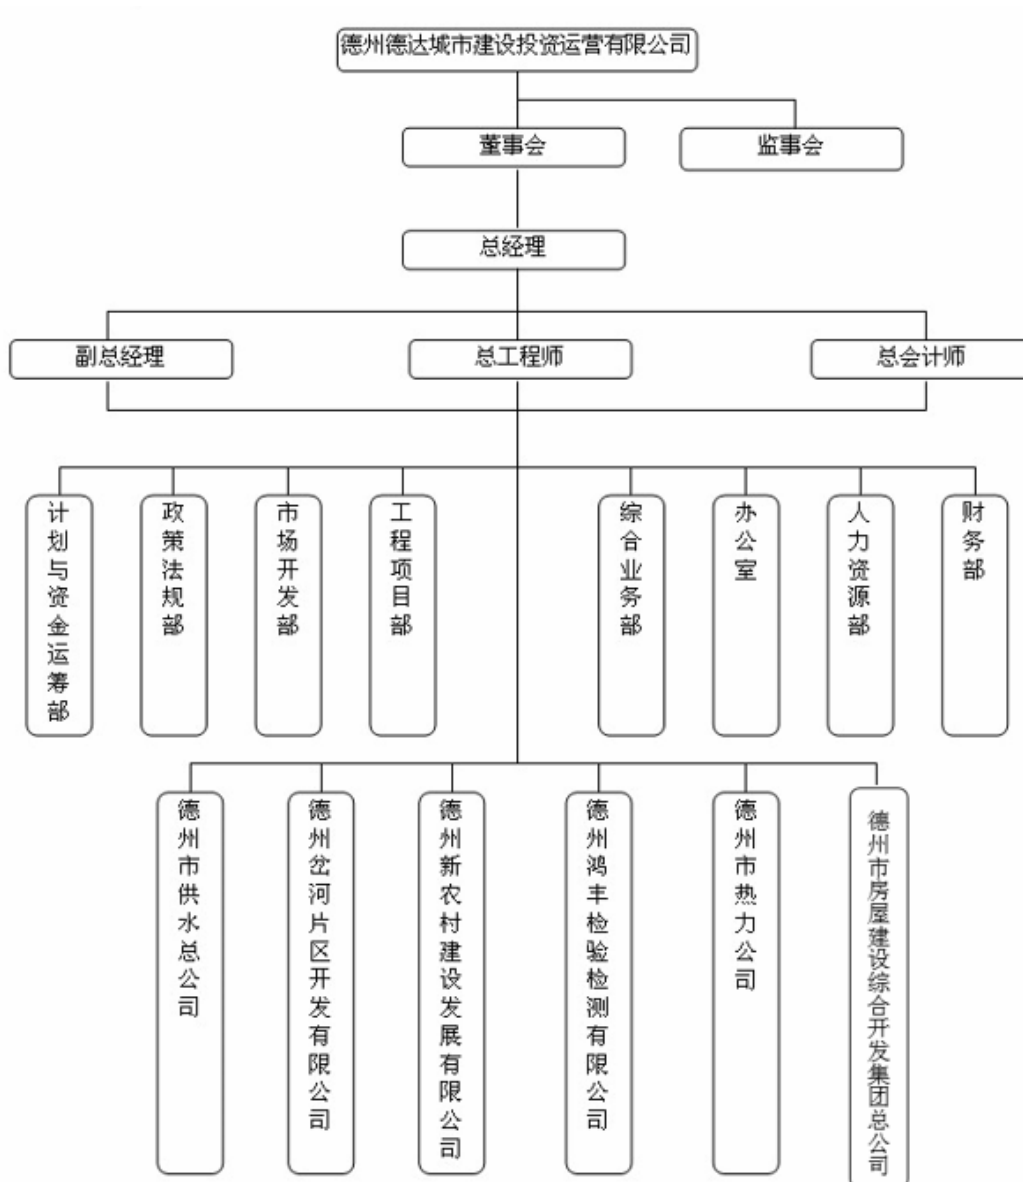 德州德达城市建设投资运营有限公司
董事会
监事会
总经理
副总经理
总工程师
总会计师
计划与资金运筹部
政策法规部
市场开发部
工程项目部
综合业务部
办公室
人力资源部
财务部
德州市供水总公司
德州岔河片区开发有限公司
德州新农村建设发展有限公司
德州鸿丰检验检测有限公司
德州市热力公司
德州市房屋建设综合开发集团总公司